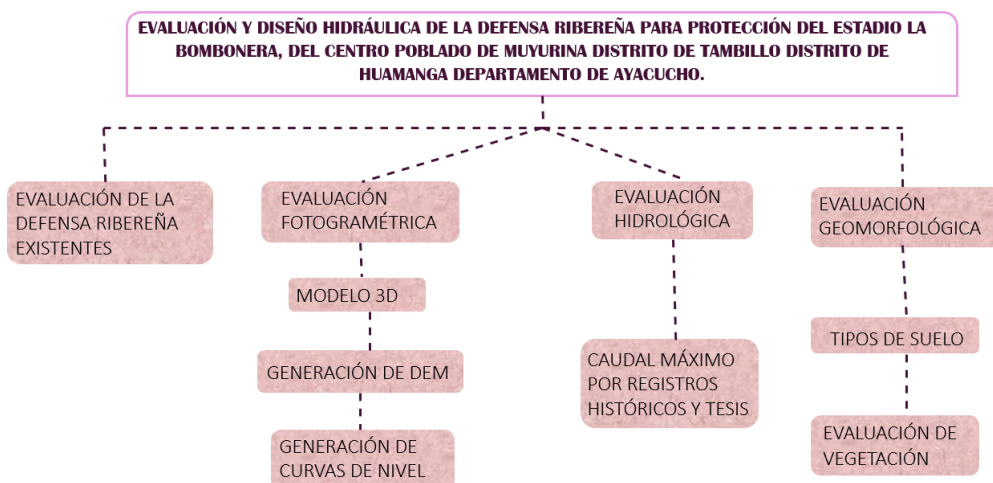 EVALUACIÓN Y DISEÑO HIDRÁULICA DE LA DEFENSA RIBEREÑA PARA PROTECCIÓN DEL ESTADIO LA
BOMBONERA, DEL CENTRO POBLADO DE MUYURINA DISTRITO DE TAMBILLO DISTRITO DE
HUAMANGA DEPARTAMENTO DE AYACUCHO.
EVALUACIÓN DE LA
DEFENSA RIBEREÑA
EXISTENTES
EVALUACIÓN
FOTOGRAMÉTRICA
MODELO 3D
GENERACIÓN DE DEM
GENERACIÓN DE
CURVAS DE NIVEL
EVALUACIÓN
HIDROLÓGICA
CAUDAL MÁXIMO
POR REGISTROS
HISTÓRICOS Y TESIS
EVALUACIÓN
GEOMORFOLÓGICA
TIPOS DE SUELO
EVALUACIÓN DE
VEGETACIÓN